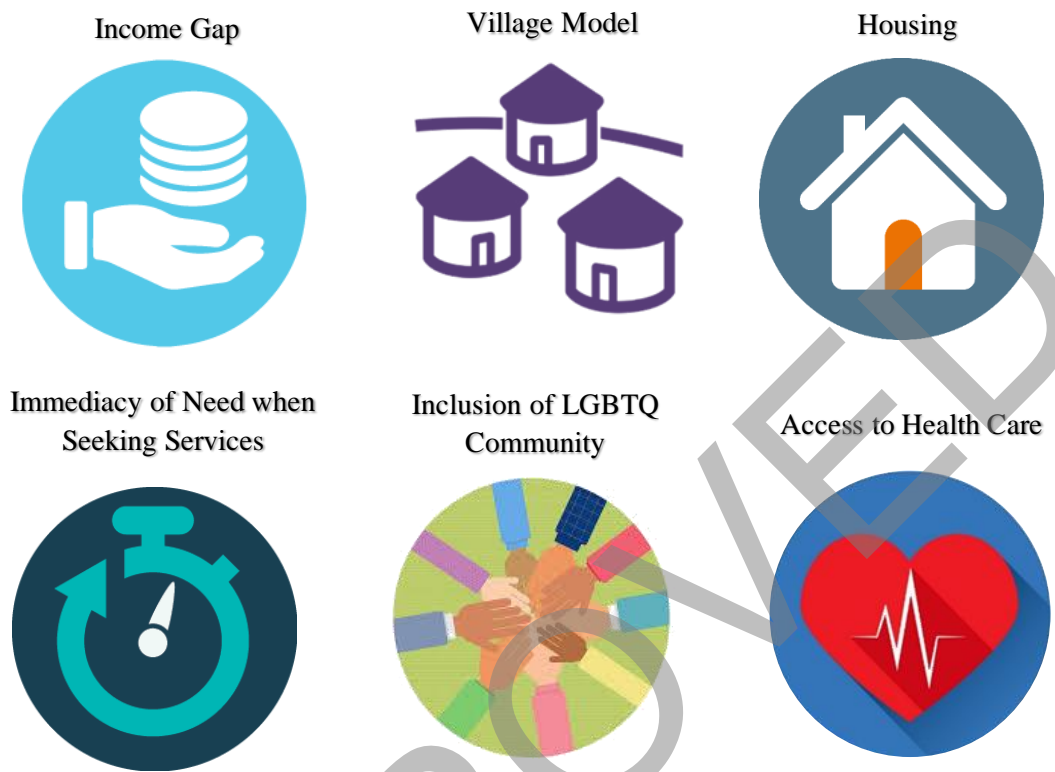 Income Gap
Village Model
Housing
Immediacy of Need when
Seeking Services
Inclusion of LGBTQ
Community
Access to Health Care
OVED